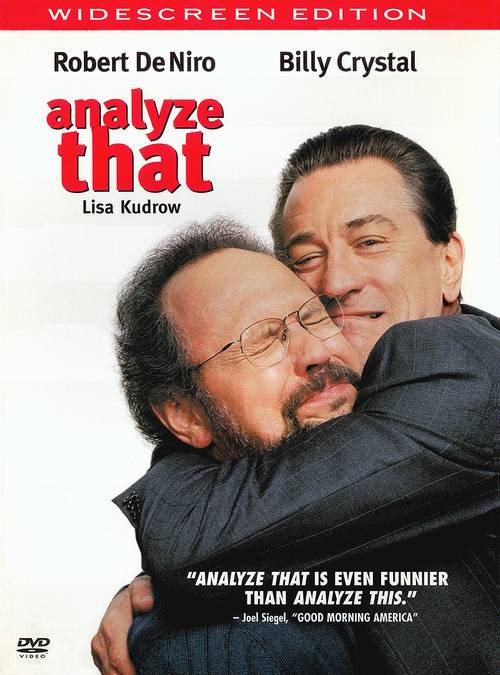 WIDESCREEN EDITION
Robert De Niro Billy Crystal
analyze
that
Lisa Kudrow
“ANALYZE THAT IS EVEN FUNNIER
THAN ANALYZE THIS.”
– Joel Siegel, “GOOD MORNING AMERICA”
DVD
VIDEO